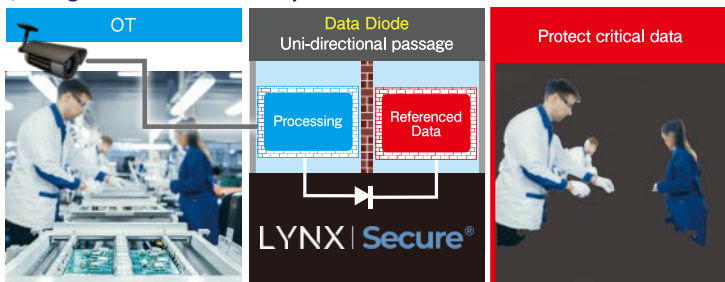 OT
Data Diode
Uni-directional passage
Protect critical data
Processing
Referenced
Data
LYNX | Secure®